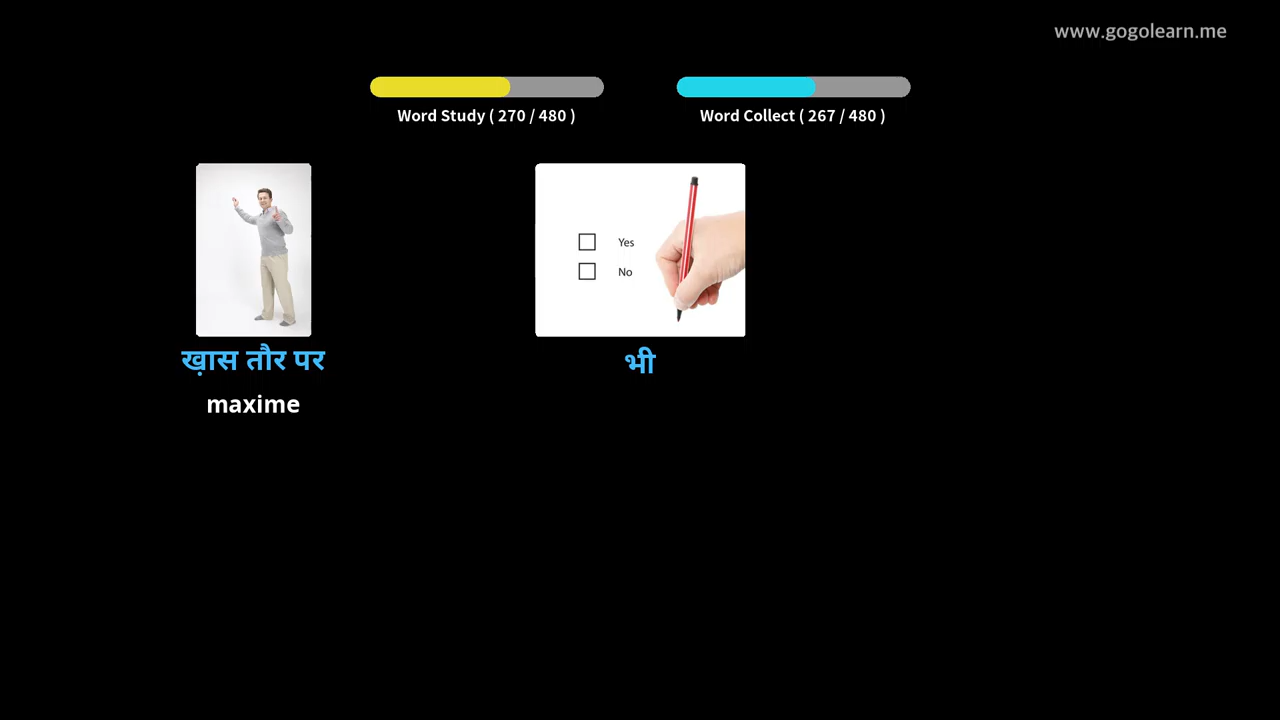 www.gogolearn.me
Word Study ( 270 / 480 )
Word Collect ( 267 / 480 )
Yes
No
ख़ास तौर पर
भी
maxime